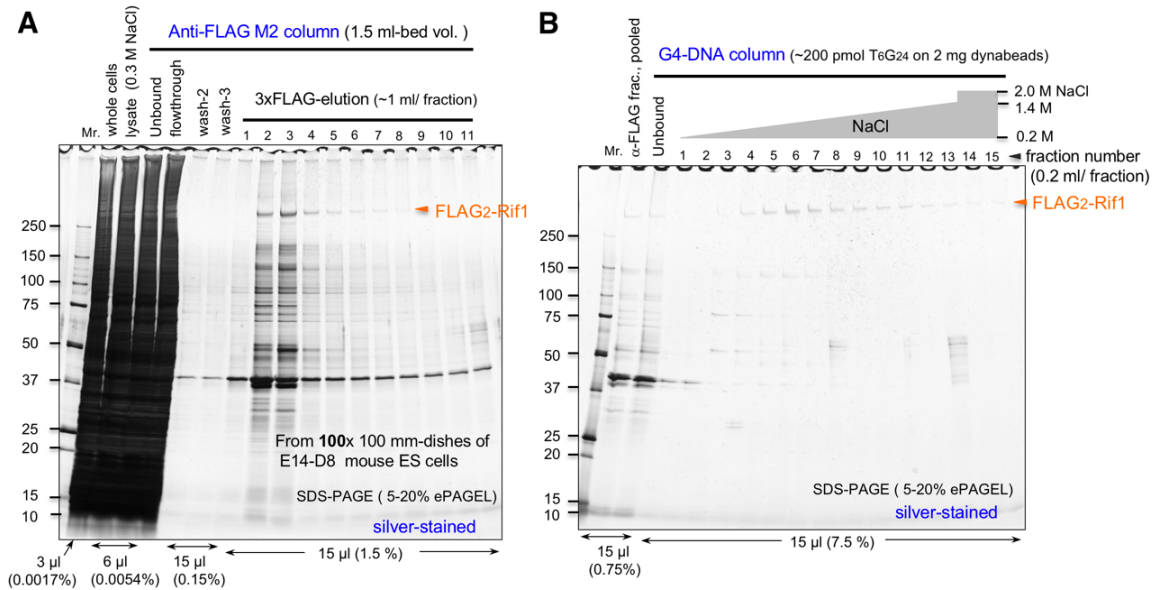 A
Anti-FLAG M2 column (1.5 ml-bed vol. )
Mr.
whole cells
lysate (0.3 M NaCl)
Unbound
flowthrough
wash-2
wash-3
3xFLAG-elution (~1 ml/ fraction)
1 2 3 4 5 6 7 8 9 10 11
FLAG2-Rif1
250
150
100
75
50
37
25
20
15
10
From 100x 100 mm-dishes of
E14-D8 mouse ES cells
SDS-PAGE ( 5-20% ePAGEL)
silver-stained
3 µl
(0.0017%)
6 µl
(0.0054%)
15 µl
(0.15%)
15 µl (1.5 %)
B
G4-DNA column (~200 pmol T6G24 on 2 mg dynabeads)
Mr.
α-FLAG frac., pooled
Unbound
NaCl
2.0 M NaCl
1.4 M
0.2 M
1 2 3 4 5 6 7 8 9 10 11 12 13 14 15
fraction number
(0.2 ml/ fraction)
FLAG2-Rif1
250
150
100
75
50
37
25
20
15
10
SDS-PAGE ( 5-20% ePAGEL)
silver-stained
15 µl
(0.75%)
15 µl (7.5 %)